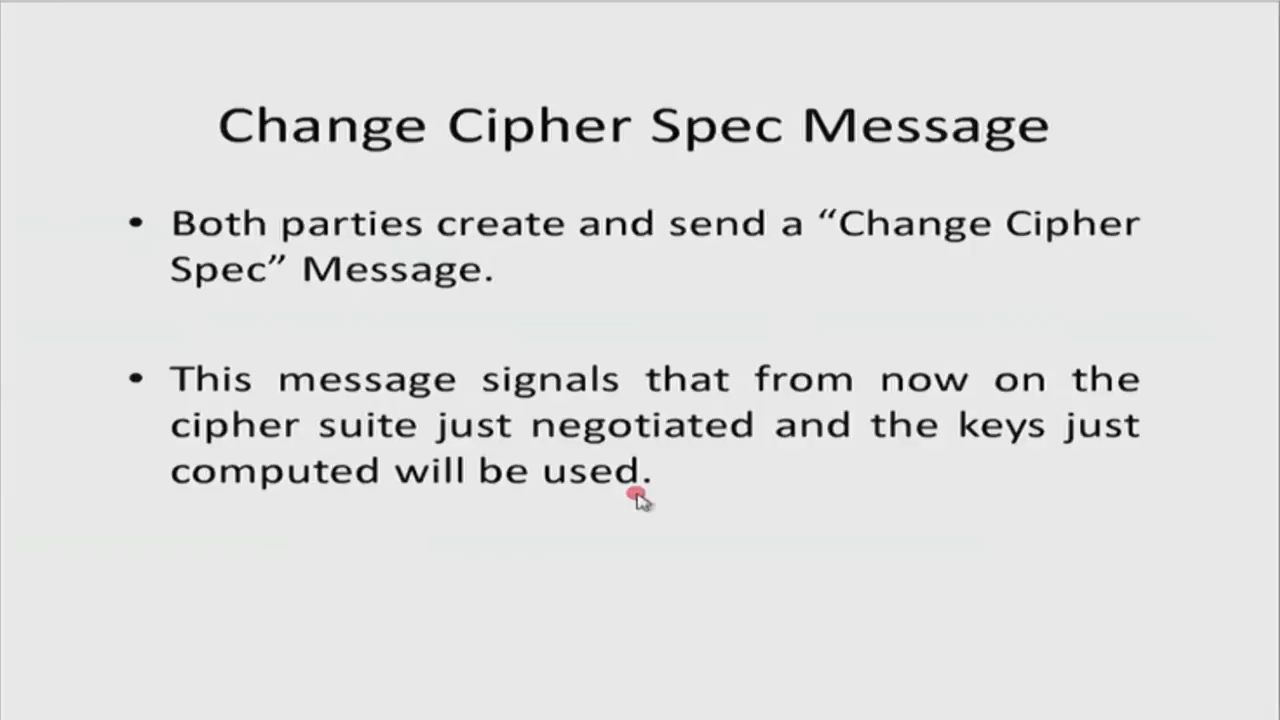 Change Cipher Spec Message
• Both parties create and send a “Change Cipher
Spec” Message.
• This message signals that from now on the
cipher suite just negotiated and the keys just
computed will be used.